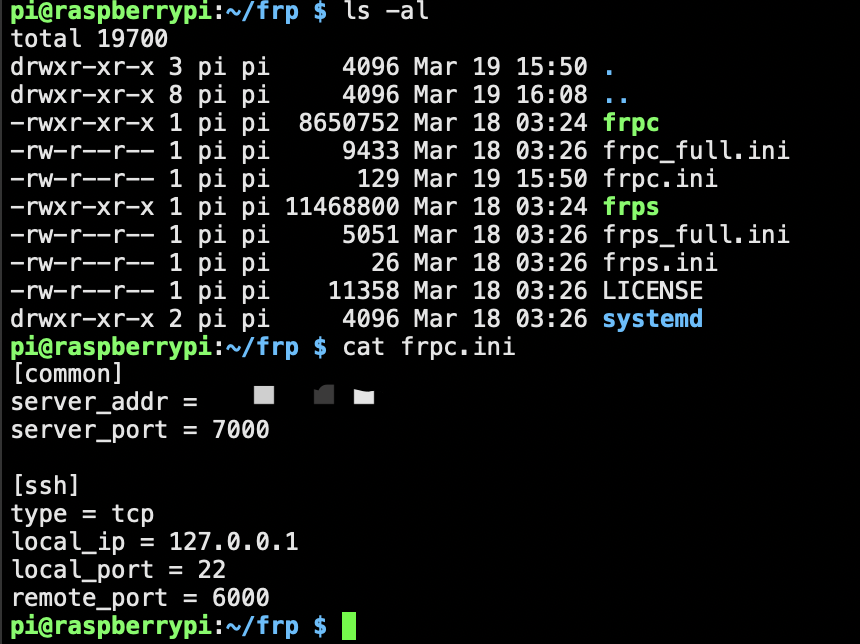 pi@raspberrypi:~/frp $ ls -al
total 19700
drwxr-xr-x 3 pi pi     4096 Mar 19 15:50 .
drwxr-xr-x 8 pi pi     4096 Mar 19 16:08 ..
-rwxr-xr-x 1 pi pi  8650752 Mar 18 03:24 frpc
-rw-r--r-- 1 pi pi     9433 Mar 18 03:26 frpc_full.ini
-rw-r--r-- 1 pi pi      129 Mar 19 15:50 frpc.ini
-rwxr-xr-x 1 pi pi 11468800 Mar 18 03:24 frps
-rw-r--r-- 1 pi pi     5051 Mar 18 03:26 frps_full.ini
-rw-r--r-- 1 pi pi       26 Mar 18 03:26 frps.ini
-rw-r--r-- 1 pi pi    11358 Mar 18 03:26 LICENSE
drwxr-xr-x 2 pi pi     4096 Mar 18 03:26 systemd
pi@raspberrypi:~/frp $ cat frpc.ini
[common]
server_addr =
server_port = 7000

[ssh]
type = tcp
local_ip = 127.0.0.1
local_port = 22
remote_port = 6000
pi@raspberrypi:~/frp $